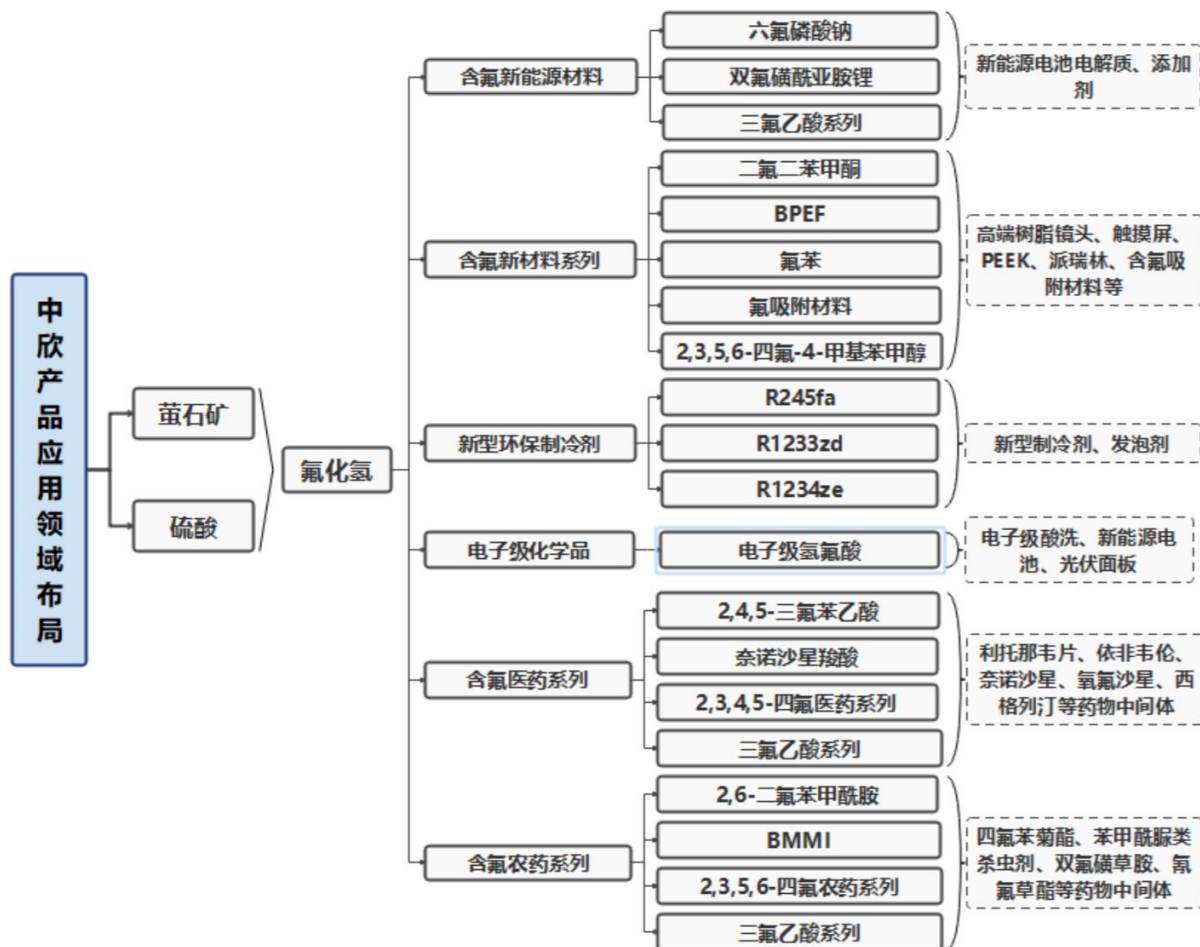 中欣产品应用领域布局
萤石矿
硫酸
氟化氢
含氟新能源材料
六氟磷酸钠
双氟磺酰亚胺锂
三氟乙酸系列
新能源电池电解质、添加
剂
含氟新材料系列
二氟二苯甲酮
BPEF
氟苯
氟吸附材料
2,3,5,6-四氟-4-甲基苯甲醇
高端树脂镜头、触摸屏、
PEEK、派瑞林、含氟吸
附材料等
新型环保制冷剂
R245fa
R1233zd
R1234ze
新型制冷剂、发泡剂
电子级化学品
电子级氢氟酸
电子级酸洗、新能源电
池、光伏面板
含氟医药系列
2,4,5-三氟苯乙酸
奈诺沙星羧酸
2,3,4,5-四氟医药系列
三氟乙酸系列
利托那韦片、依非韦伦、
奈诺沙星、氧氟沙星、西
格列汀等药物中间体
含氟农药系列
2,6-二氟苯甲酰胺
BMMI
2,3,5,6-四氟农药系列
三氟乙酸系列
四氟苯菊酯、苯甲酰脲类
杀虫剂、双氟磺草胺、氰
氟草酯等药物中间体